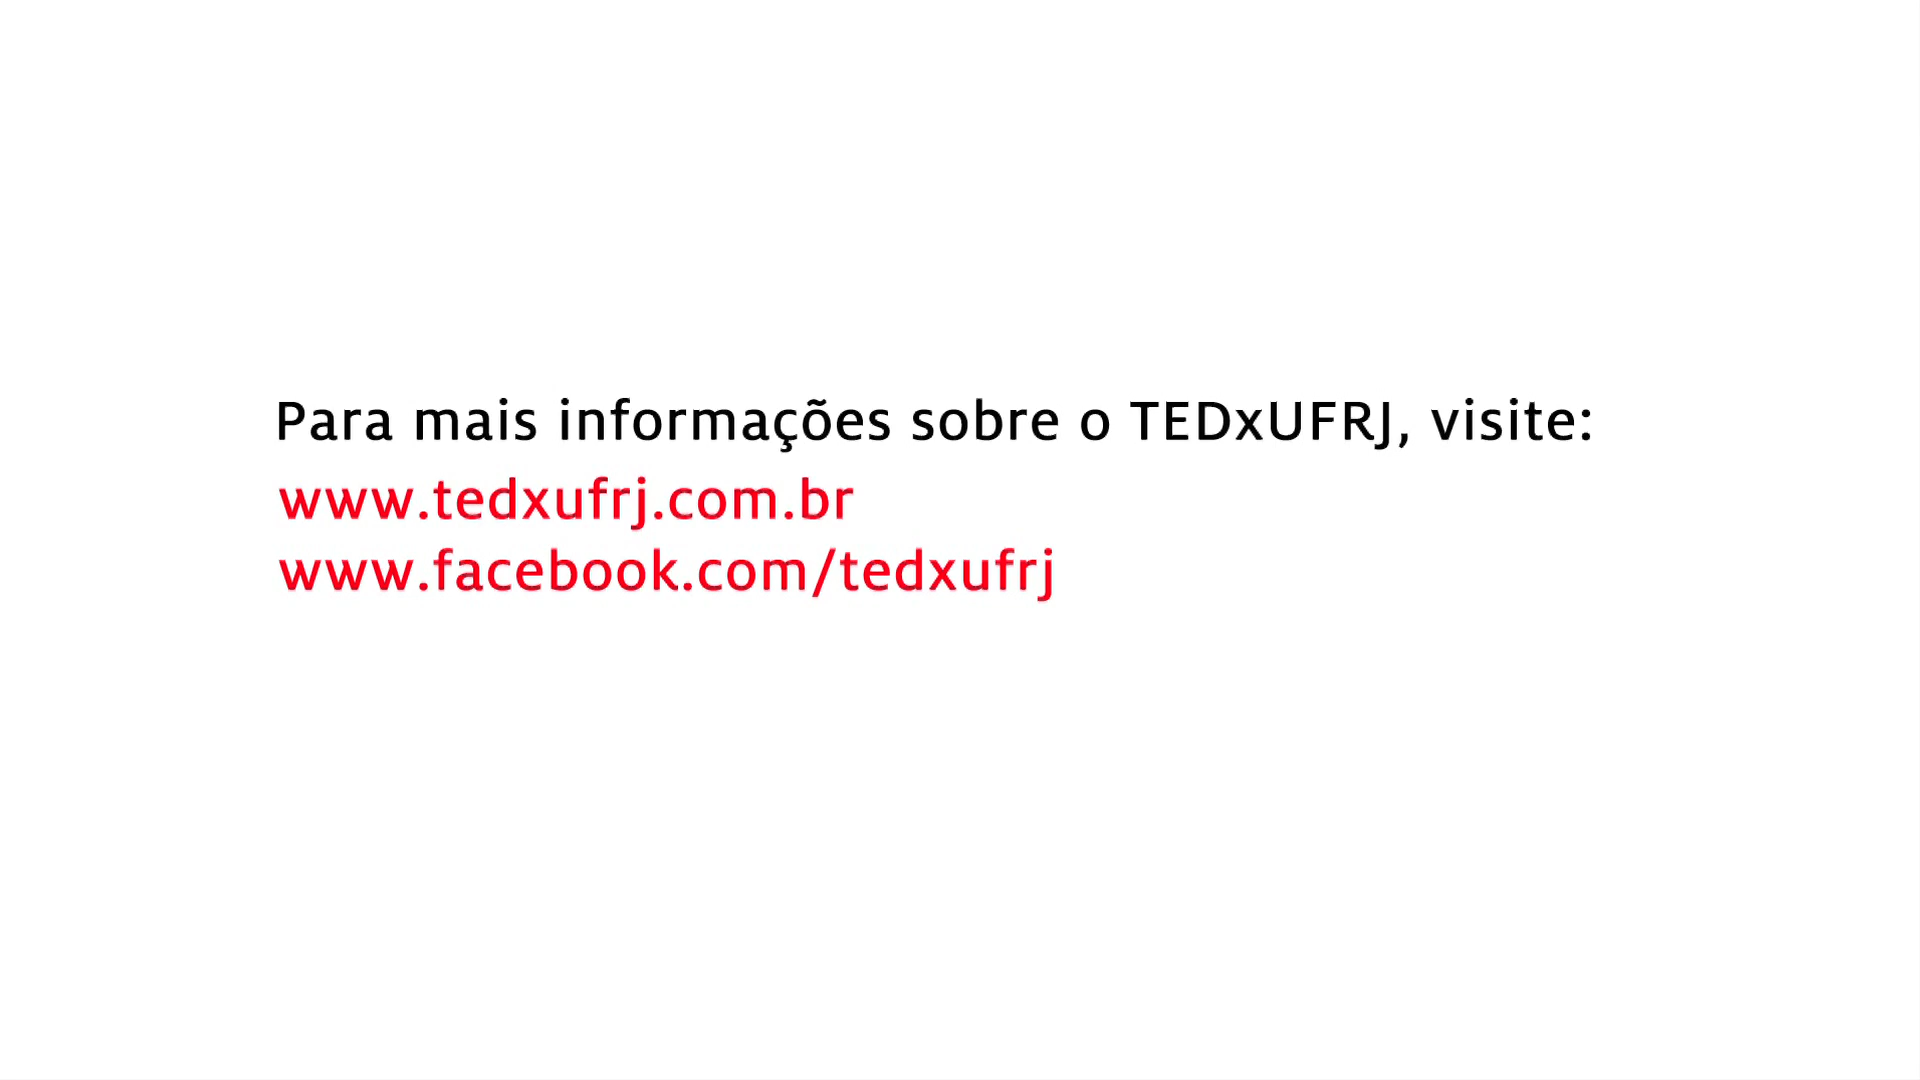 Para mais informações sobre o TEDxUFRJ, visite:
www.tedxufrj.com.br
www.facebook.com/tedxufrj